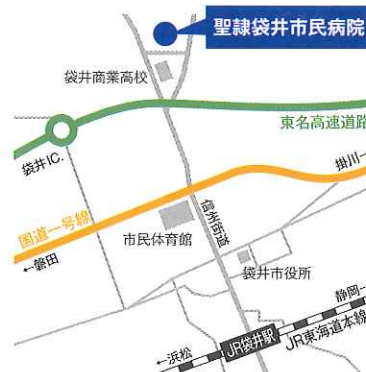 聖隷袋井市民病院
袋井商業高校
東名高速道路
袋井IC.
掛川→
国道一号線
信州街道
市民体育館
←磐田
袋井市役所
静岡→
JR袋井駅
JR東海道本線
←浜松